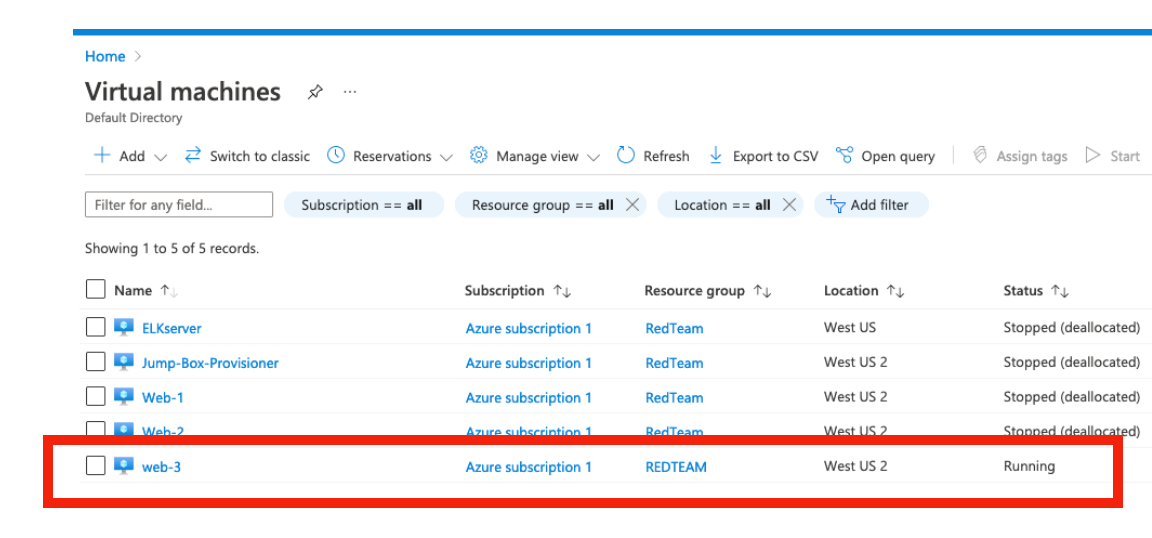 Home >
Virtual machines ...
Default Directory
+ Add Switch to classic Reservations Manage view Refresh Export to CSV Open query Assign tags Start
Filter for any field... Subscription == all Resource group == all Location == all Add filter
Showing 1 to 5 of 5 records.
Name ↑↓ Subscription ↑↓ Resource group ↑↓ Location ↑↓ Status ↑↓
ELKserver Azure subscription 1 RedTeam West US Stopped (deallocated)
Jump-Box-Provisioner Azure subscription 1 RedTeam West US 2 Stopped (deallocated)
Web-1 Azure subscription 1 RedTeam West US 2 Stopped (deallocated)
Web-2 Azure subscription 1 RedTeam West US 2 Stopped (deallocated)
web-3 Azure subscription 1 REDTEAM West US 2 Running